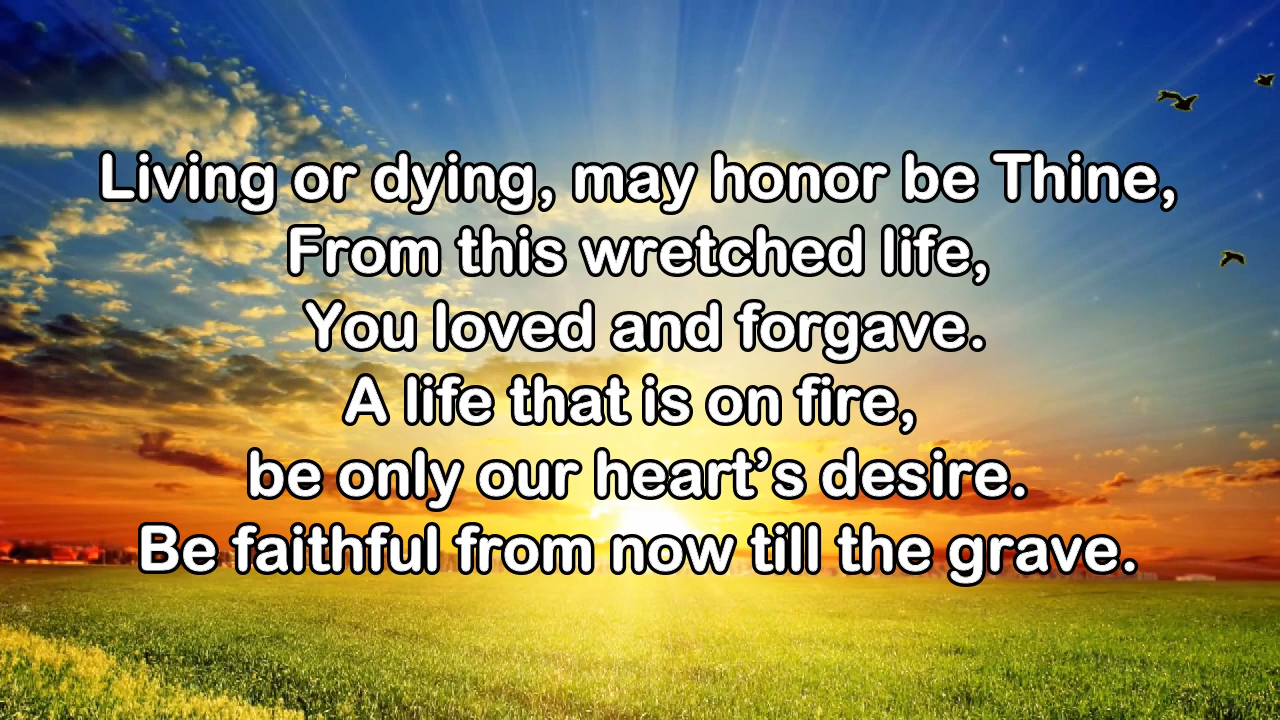 Living or dying, may honor be Thine,
From this wretched life,
You loved and forgave.
A life that is on fire,
be only our heart’s desire.
Be faithful from now till the grave.